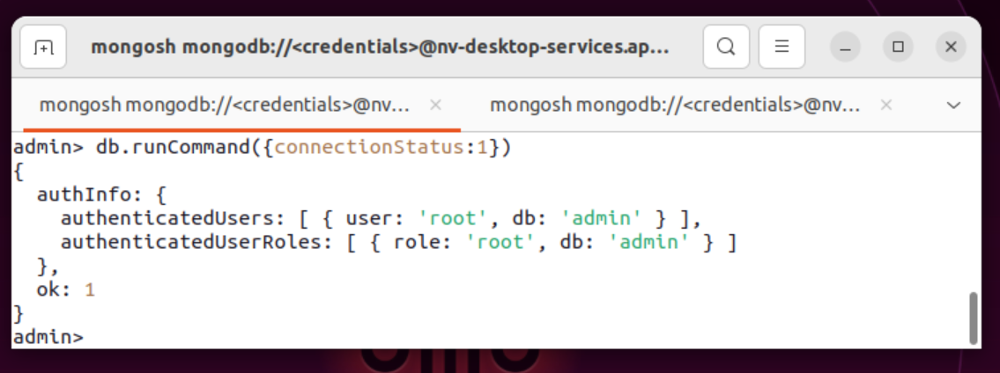 mongosh mongodb://<credentials>@nv-desktop-services.ap...
mongosh mongodb://<credentials>@nv... mongosh mongodb://<credentials>@nv...
admin> db.runCommand({connectionStatus:1})
{
  authInfo: {
    authenticatedUsers: [ { user: 'root', db: 'admin' } ],
    authenticatedUserRoles: [ { role: 'root', db: 'admin' } ]
  },
  ok: 1
}
admin>